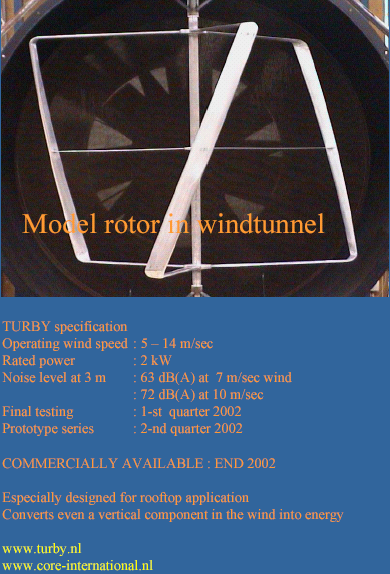 Model rotor in windtunnel
TURBY specification
Operating wind speed : 5 – 14 m/sec
Rated power : 2 kW
Noise level at 3 m : 63 dB(A) at 7 m/sec wind
: 72 dB(A) at 10 m/sec
Final testing : 1-st quarter 2002
Prototype series : 2-nd quarter 2002
COMMERCIALLY AVAILABLE : END 2002
Especially designed for rooftop application
Converts even a vertical component in the wind into energy
www.turby.nl
www.core-international.nl